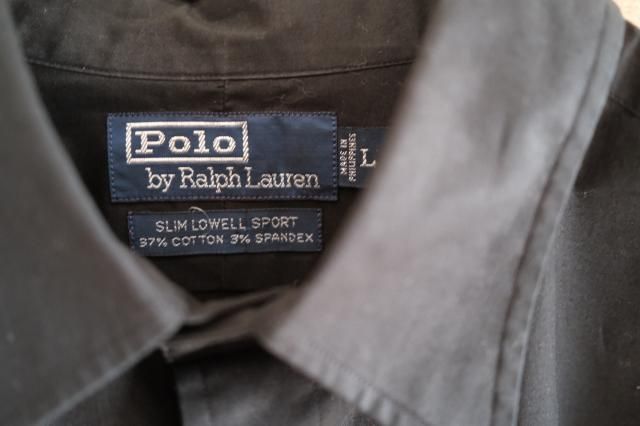 Polo
by Ralph Lauren
MADE IN
PHILIPPINES
L
SLIM LOWELL SPORT
97% COTTON 3% SPANDEX